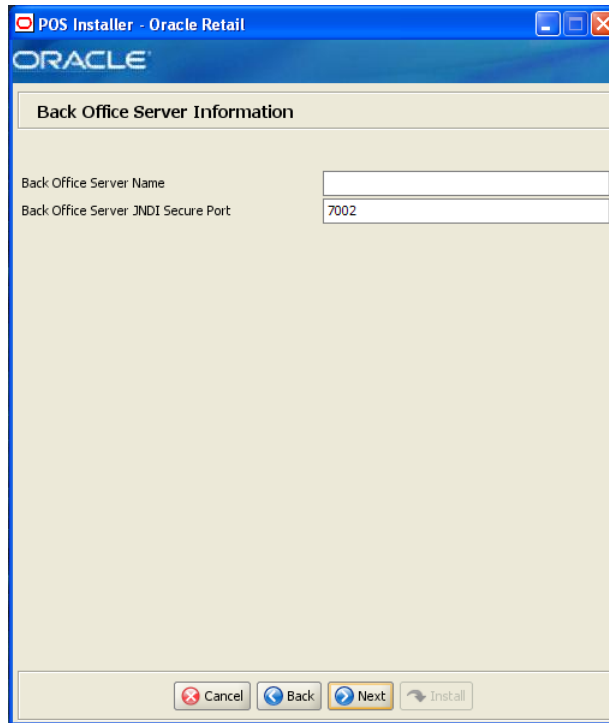 POS Installer - Oracle Retail
ORACLE
Back Office Server Information
Back Office Server Name
Back Office Server JNDI Secure Port 7002
Cancel Back Next Install